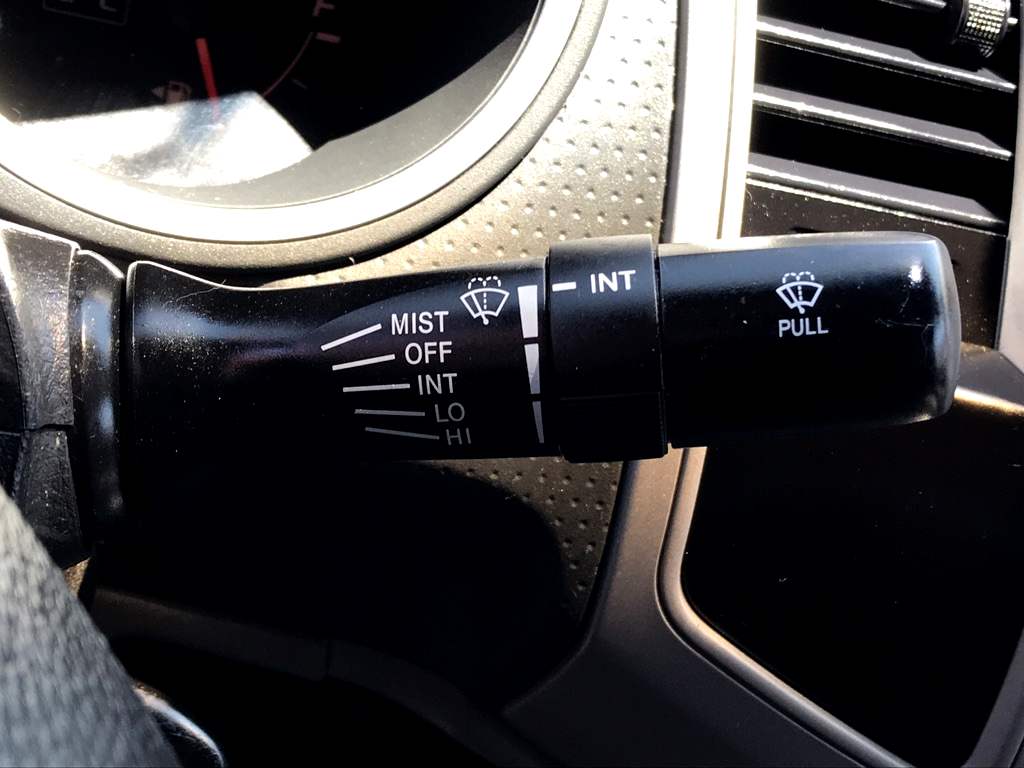 F
MIST
OFF
INT
LO
HI
INT
PULL